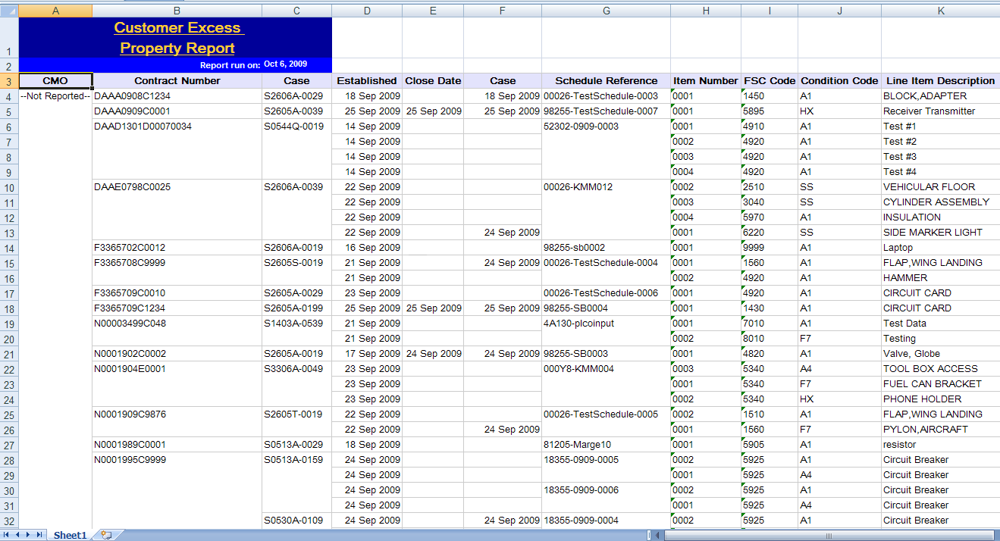 A B C D E F G H I J K
1 Customer Excess
Property Report
2 Report run on: Oct 6, 2009
3 CMO Contract Number Case Established Close Date Case Schedule Reference Item Number FSC Code Condition Code Line Item Description
4 --Not Reported-- DAAA0908C1234 S2606A-0029 18 Sep 2009 18 Sep 2009 00026-TestSchedule-0003 0001 1450 A1 BLOCK,ADAPTER
5 DAAA0909C0001 S2605A-0039 25 Sep 2009 25 Sep 2009 25 Sep 2009 98255-TestSchedule-0007 0001 5895 HX Receiver Transmitter
6 DAAD1301D00070034 S0544Q-0019 14 Sep 2009 52302-0909-0003 0001 4910 A1 Test #1
7 14 Sep 2009 0002 4920 A1 Test #2
8 14 Sep 2009 0003 4920 A1 Test #3
9 14 Sep 2009 0004 4920 A1 Test #4
10 DAAE0798C0025 S2606A-0039 22 Sep 2009 00026-KMM012 0002 2510 SS VEHICULAR FLOOR
11 22 Sep 2009 0003 3040 SS CYLINDER ASSEMBLY
12 22 Sep 2009 0004 5970 A1 INSULATION
13 22 Sep 2009 24 Sep 2009 0001 6220 SS SIDE MARKER LIGHT
14 F3365702C0012 S2606A-0019 16 Sep 2009 98255-sb0002 0001 9999 A1 Laptop
15 F3365708C9999 S2605S-0019 21 Sep 2009 24 Sep 2009 00026-TestSchedule-0004 0001 1560 A1 FLAP,WING LANDING
16 21 Sep 2009 0002 4920 A1 HAMMER
17 F3365709C0010 S2605A-0029 23 Sep 2009 00026-TestSchedule-0006 0001 4920 A1 CIRCUIT CARD
18 F3365709C1234 S2605A-0199 25 Sep 2009 25 Sep 2009 25 Sep 2009 98255-SB0004 0001 1430 A1 CIRCUIT CARD
19 N00003499C048 S1403A-0539 21 Sep 2009 4A130-plcoinput 0001 7010 A1 Test Data
20 21 Sep 2009 0002 8010 F7 Testing
21 N0001902C0002 S2605A-0019 17 Sep 2009 24 Sep 2009 24 Sep 2009 98255-SB0003 0001 4820 A1 Valve, Globe
22 N0001904E0001 S3306A-0049 23 Sep 2009 000Y8-KMM004 0003 5340 A4 TOOL BOX ACCESS
23 23 Sep 2009 0001 5340 F7 FUEL CAN BRACKET
24 23 Sep 2009 0002 5340 HX PHONE HOLDER
25 N0001909C9876 S2605T-0019 22 Sep 2009 00026-TestSchedule-0005 0002 1510 A1 FLAP,WING LANDING
26 22 Sep 2009 24 Sep 2009 0001 1560 F7 PYLON,AIRCRAFT
27 N0001989C0001 S0513A-0029 18 Sep 2009 81205-Marge10 0001 5905 A1 resistor
28 N0001995C9999 S0513A-0159 24 Sep 2009 18355-0909-0005 0002 5925 A1 Circuit Breaker
29 24 Sep 2009 0001 5925 A4 Circuit Breaker
30 24 Sep 2009 18355-0909-0006 0002 5925 A1 Circuit Breaker
31 24 Sep 2009 0001 5925 A4 Circuit Breaker
32 S0530A-0109 24 Sep 2009 24 Sep 2009 18355-0909-0004 0002 5925 A1 Circuit Breaker
Sheet1